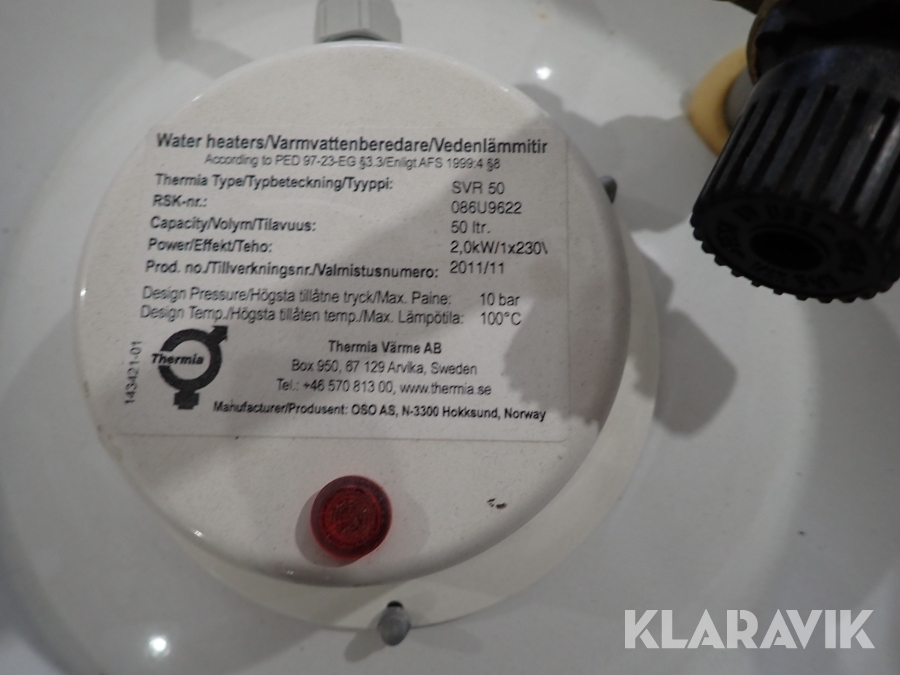 Water heaters/Varmvattenberedare/Vedenlämmitir
According to PED 97-23-EG §3.3/Enligt AFS 1999:4 §8
Thermia Type/Typbeteckning/Tyyppi: SVR 50
RSK-nr.: 086U9622
Capacity/Volym/Tilavuus: 50 ltr.
Power/Effekt/Teho: 2,0kW/1x230\
Prod. no./Tillverkningsnr./Valmistusnumero: 2011/11
Design Pressure/Högsta tillåtne tryck/Max. Paine: 10 bar
Design Temp./Högsta tillåten temp./Max. Lämpötila: 100°C
143421-01
Thermia
Thermia Värme AB
Box 950, 67 129 Arvika, Sweden
Tel.: +46 570 813 00, www.thermia.se
Manufacturer/Produsent: OSO AS, N-3300 Hokksund, Norway
KLARAVIK